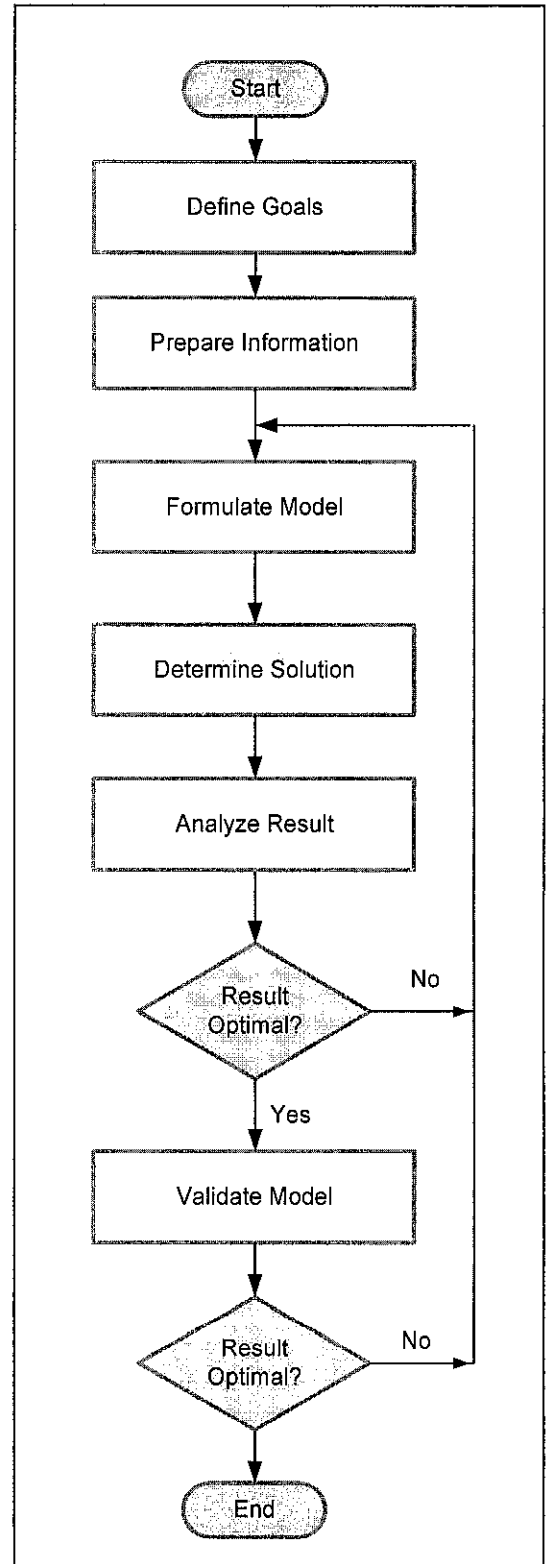 Start
Define Goals
Prepare Information
Formulate Model
Determine Solution
Analyze Result
Result
Optimal?
No
Yes
Validate Model
Result
Optimal?
No
End